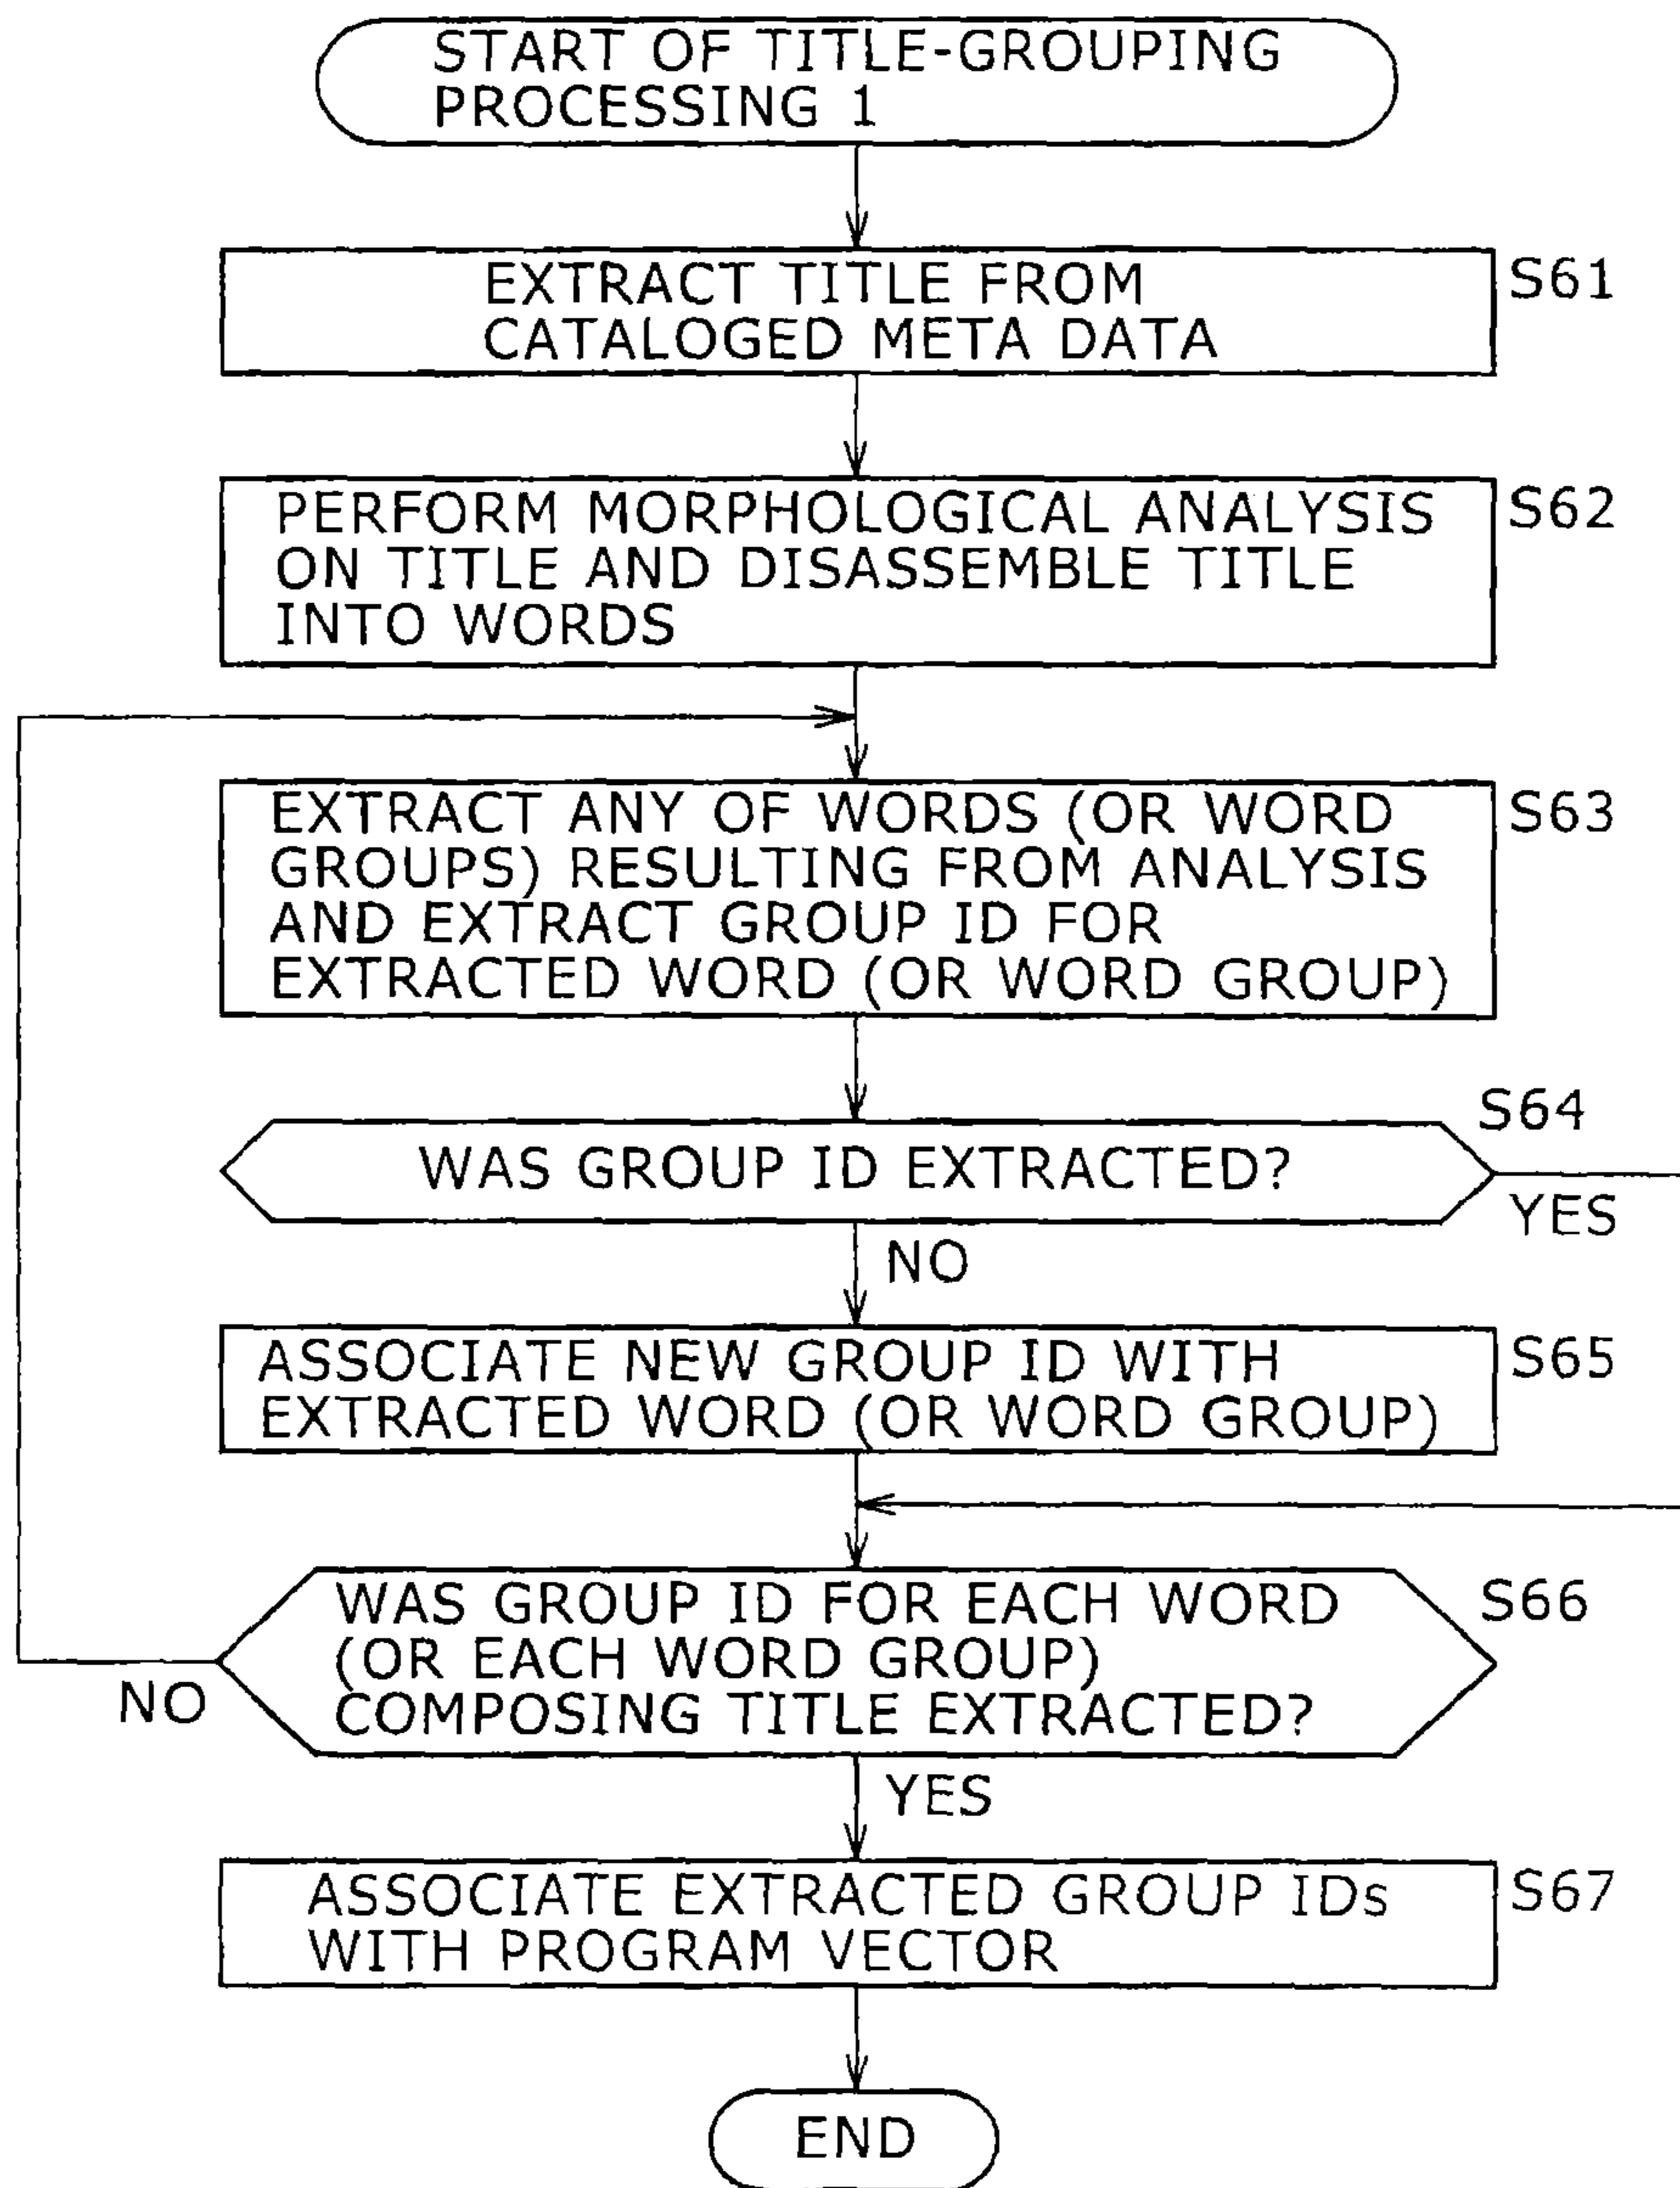 START OF TITLE-GROUPING
PROCESSING 1
EXTRACT TITLE FROM
CATALOGED META DATA
S61
PERFORM MORPHOLOGICAL ANALYSIS
ON TITLE AND DISASSEMBLE TITLE
INTO WORDS
S62
EXTRACT ANY OF WORDS (OR WORD
GROUPS) RESULTING FROM ANALYSIS
AND EXTRACT GROUP ID FOR
EXTRACTED WORD (OR WORD GROUP)
S63
WAS GROUP ID EXTRACTED?
S64
YES
NO
ASSOCIATE NEW GROUP ID WITH
EXTRACTED WORD (OR WORD GROUP)
S65
WAS GROUP ID FOR EACH WORD
(OR EACH WORD GROUP)
COMPOSING TITLE EXTRACTED?
S66
NO
YES
ASSOCIATE EXTRACTED GROUP IDs
WITH PROGRAM VECTOR
S67
END